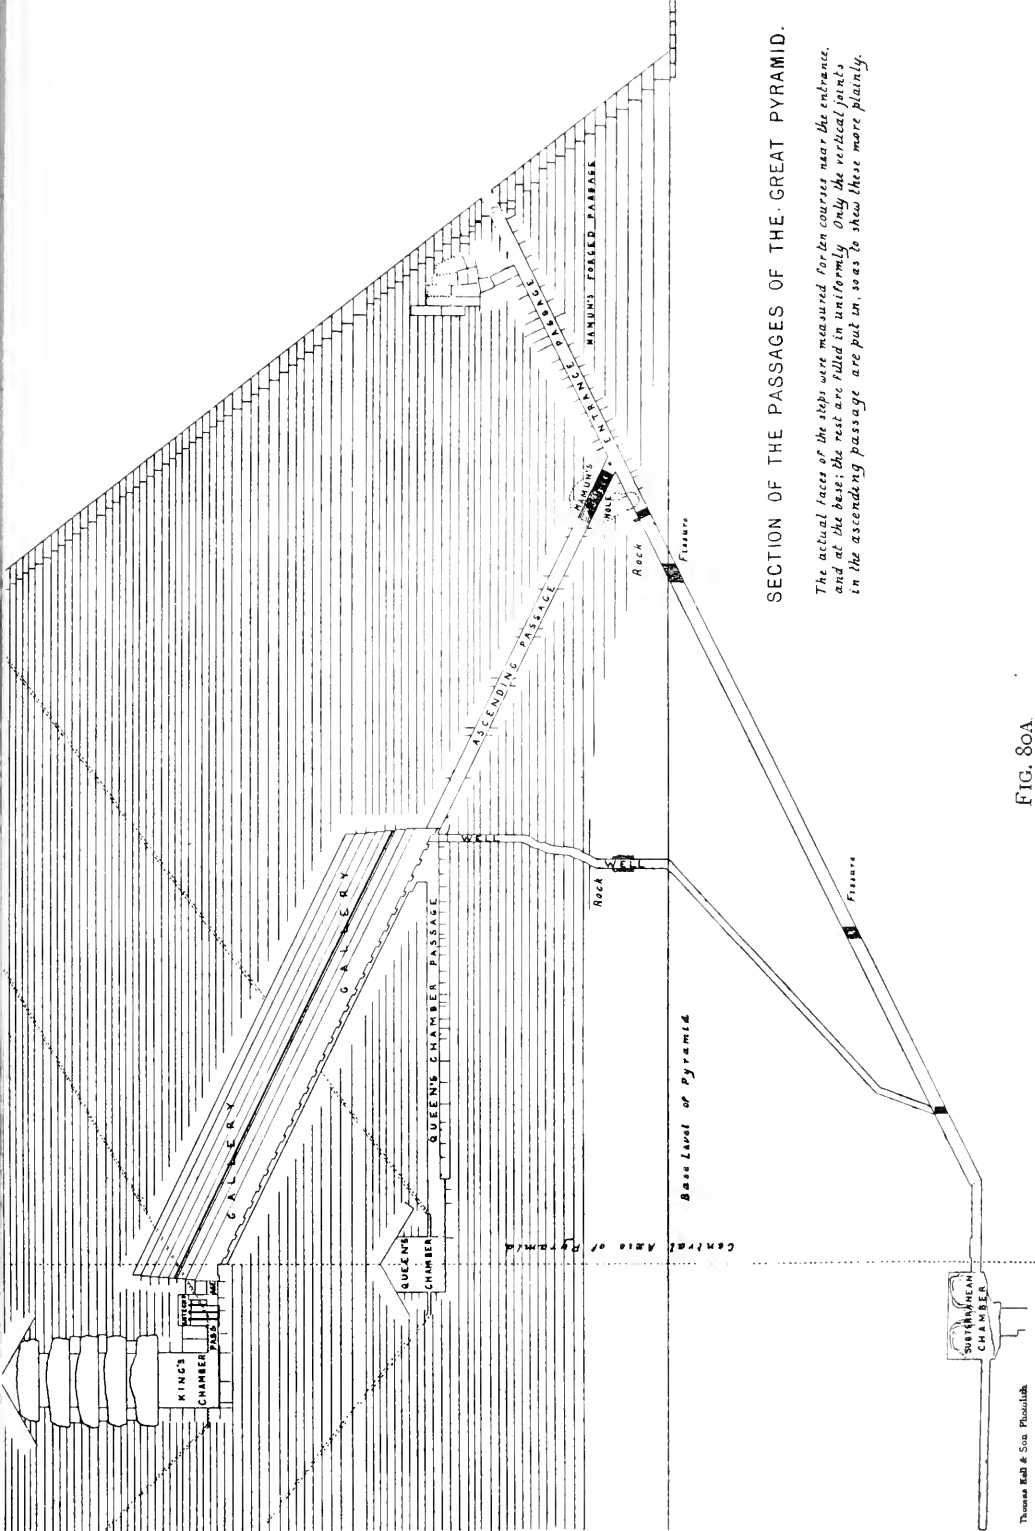 SECTION OF THE PASSAGES OF THE GREAT PYRAMID.
The actual faces of the steps were measured for ten courses near the entrance,
and at the base; the rest are filled in uniformly Only the vertical joints
in the ascending passage are put in, so as to shew these more plainly.
MAMUN'S FORCED PASSAGE
ENTRANCE PASSAGE
MAMUN'S
HOLE
Rock
Fissure
ASCENDING PASSAGE
GALLERY
GALLERY
WELL
WELL
Rock
Fissure
QUEEN'S CHAMBER PASSAGE
QUEEN'S
CHAMBER
Base Level of Pyramid
Central Axis of Pyramid
KING'S
CHAMBER
PASS
SUBTERRANEAN
CHAMBER
FIG. 80A.
Thomas Kell & Son Photolith